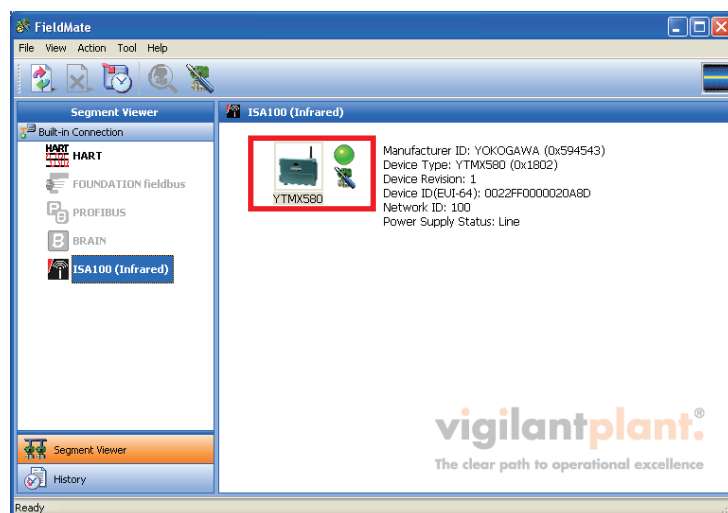 FieldMate
File View Action Tool Help
Segment Viewer
Built-in Connection
HART HART
FOUNDATION fieldbus
PROFIBUS
BRAIN
ISA100 (Infrared)
Segment Viewer
History
Ready
ISA100 (Infrared)
YTMX580
Manufacturer ID: YOKOGAWA (0x594543)
Device Type: YTMX580 (0x1802)
Device Revision: 1
Device ID(EUI-64): 0022FF0000020A8D
Network ID: 100
Power Supply Status: Line
vigilantplant.®
The clear path to operational excellence